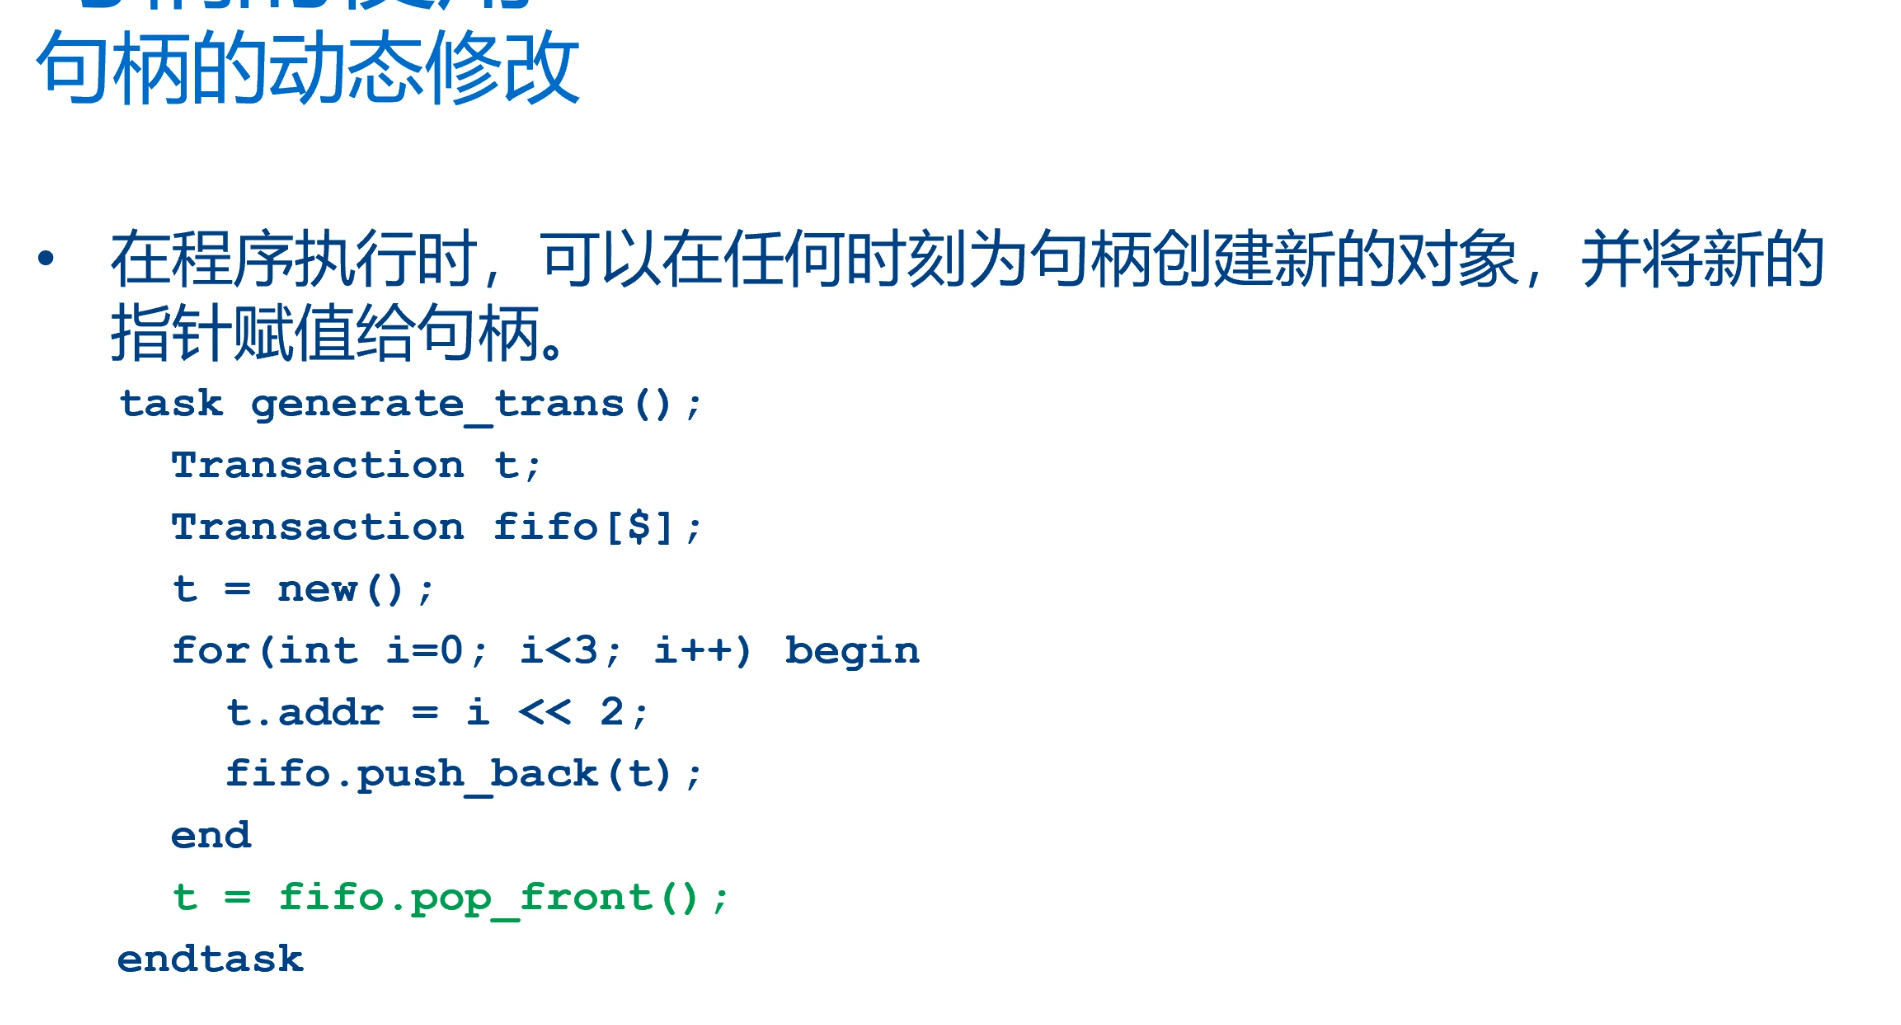 句柄的动态修改
• 在程序执行时，可以在任何时刻为句柄创建新的对象，并将新的
指针赋值给句柄。
task generate_trans();
Transaction t;
Transaction fifo[$];
t = new();
for(int i=0; i<3; i++) begin
t.addr = i << 2;
fifo.push_back(t);
end
t = fifo.pop_front();
endtask